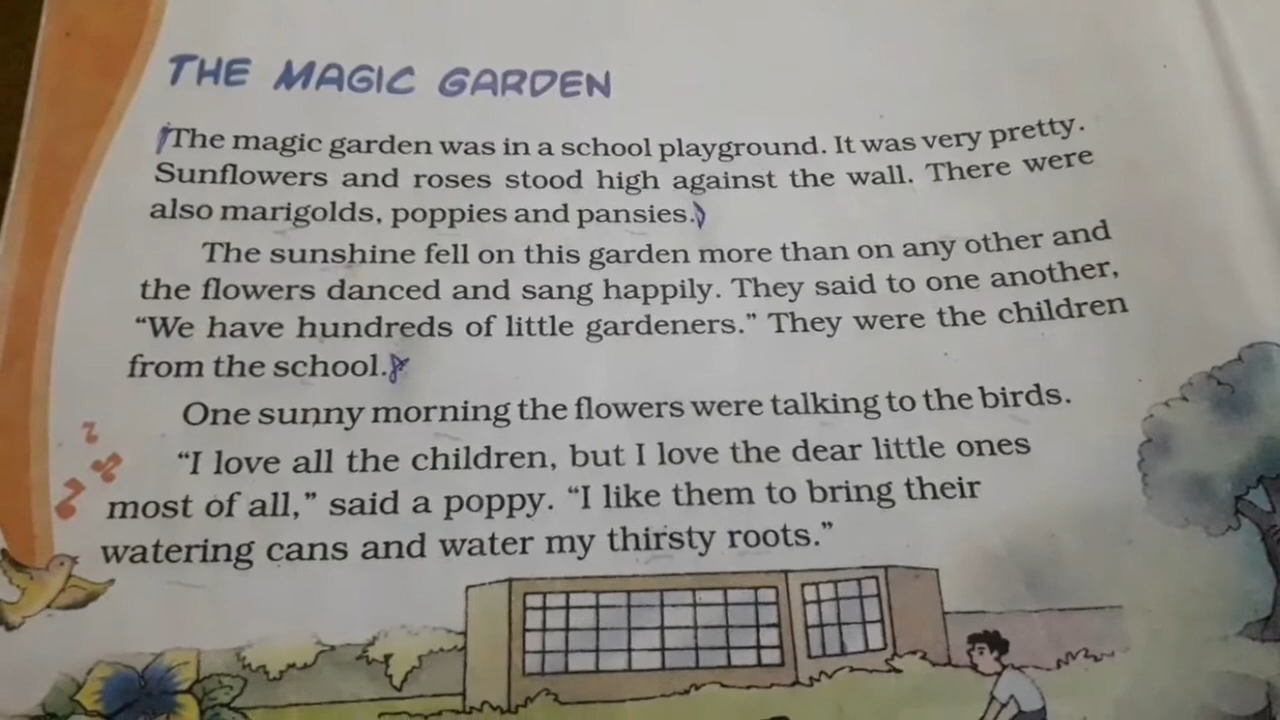 THE MAGIC GARDEN
The magic garden was in a school playground. It was very pretty.
Sunflowers and roses stood high against the wall. There were
also marigolds, poppies and pansies.
The sunshine fell on this garden more than on any other and
the flowers danced and sang happily. They said to one another,
“We have hundreds of little gardeners.” They were the children
from the school.
One sunny morning the flowers were talking to the birds.
“I love all the children, but I love the dear little ones
most of all,” said a poppy. “I like them to bring their
watering cans and water my thirsty roots.”